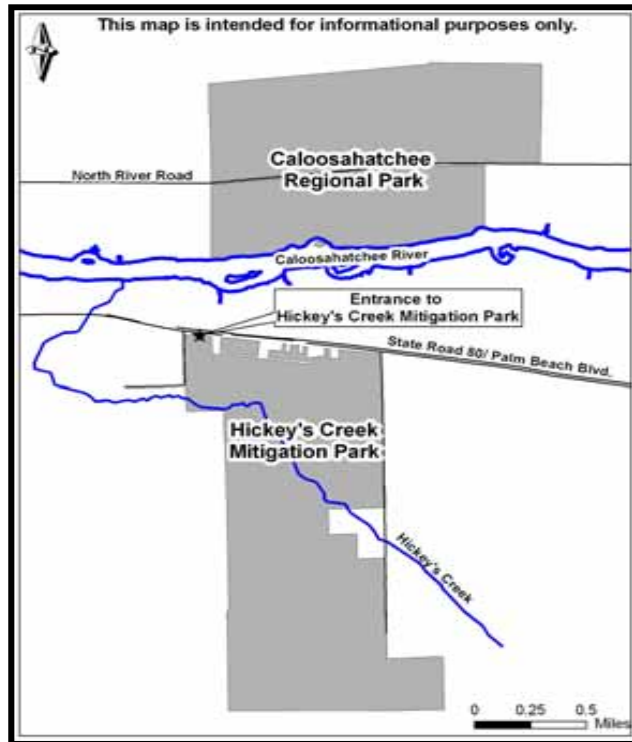 This map is intended for informational purposes only.
Caloosahatchee
Regional Park
North River Road
Caloosahatchee River
Entrance to
Hickey's Creek Mitigation Park
State Road 80/ Palm Beach Blvd.
Hickey's Creek
Mitigation Park
Hickey's Creek
0 0.25 0.5
Miles